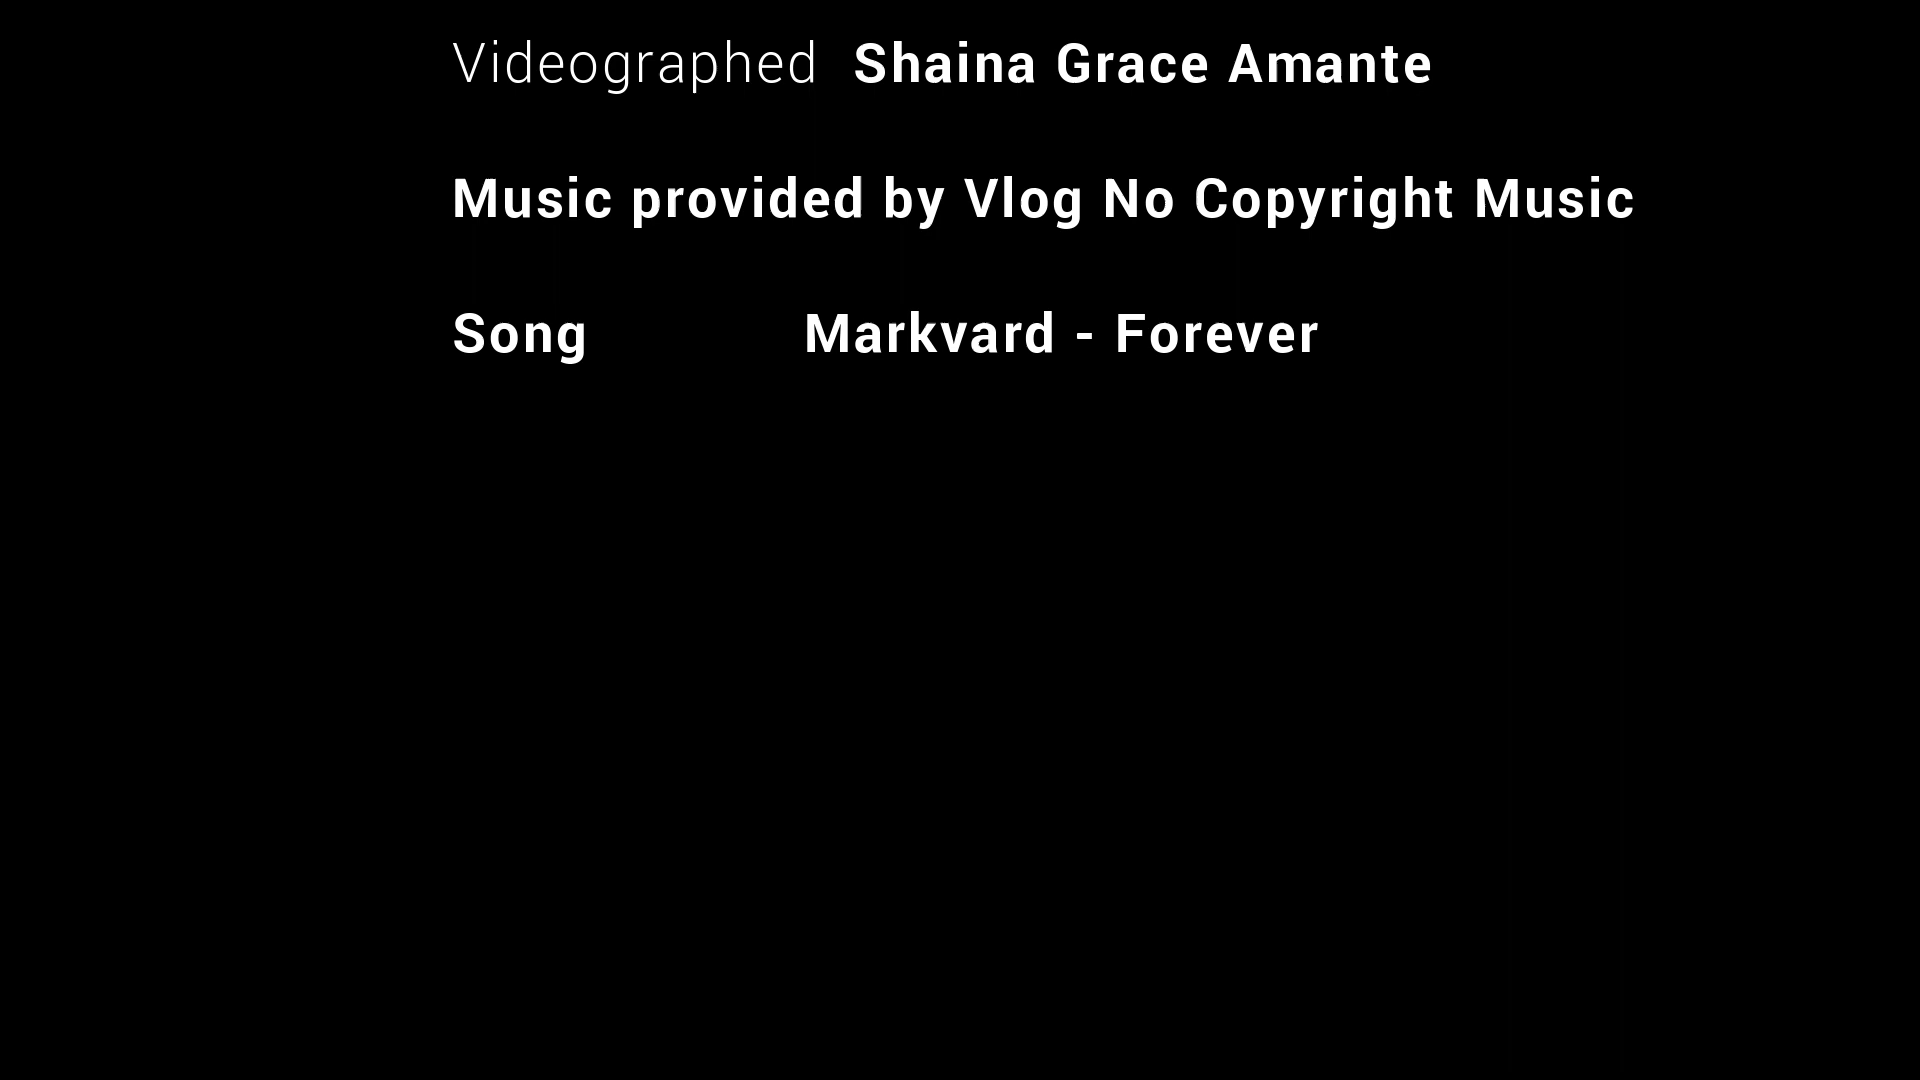 Videographed Shaina Grace Amante
Music provided by Vlog No Copyright Music
Song Markvard - Forever